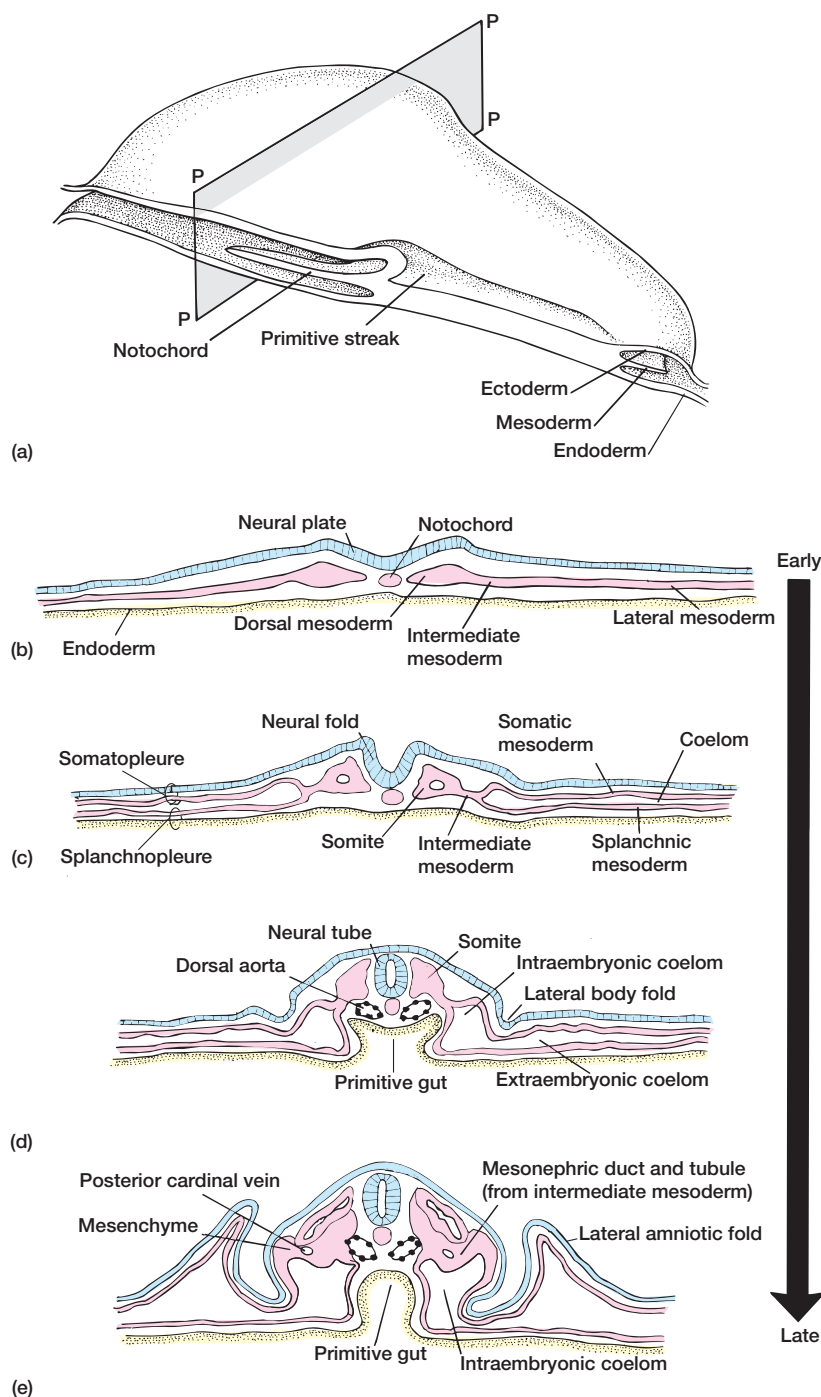 P
P
P
Notochord
Primitive streak
Ectoderm
Mesoderm
Endoderm
P
(a)
Neural plate
Notochord
Early
Dorsal mesoderm
Intermediate
mesoderm
Lateral mesoderm
Endoderm
(b)
Neural fold
Somatic
mesoderm
Coelom
Somatopleure
Splanchnopleure
Somite
Intermediate
mesoderm
Splanchnic
mesoderm
(c)
Neural tube
Somite
Dorsal aorta
Intraembryonic coelom
Lateral body fold
Primitive gut
Extraembryonic coelom
(d)
Posterior cardinal vein
Mesenchyme
Mesonephric duct and tubule
(from intermediate mesoderm)
Lateral amniotic fold
Primitive gut
Intraembryonic coelom
Late
(e)